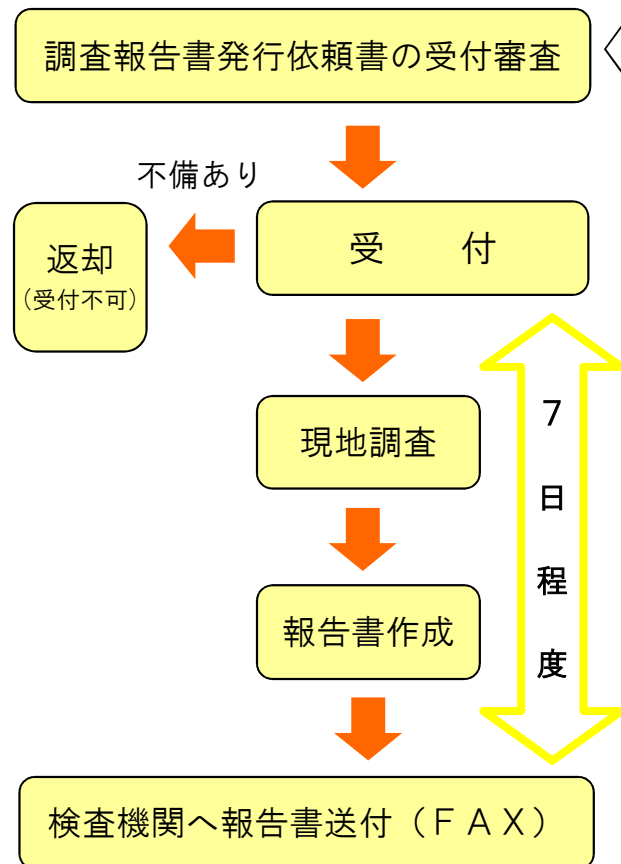 調査報告書発行依頼書の受付審査
不備あり
受　　付
返却
（受付不可）
現地調査
７日程度
報告書作成
検査機関へ報告書送付（ＦＡＸ）